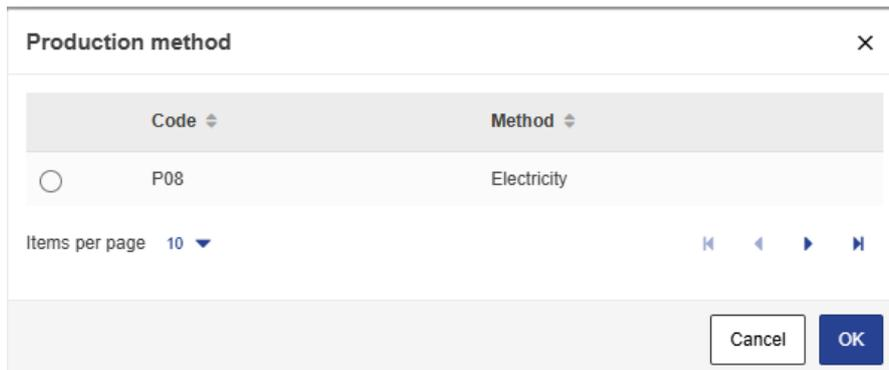 Production method
Code Method
P08 Electricity
Items per page 10
Cancel OK